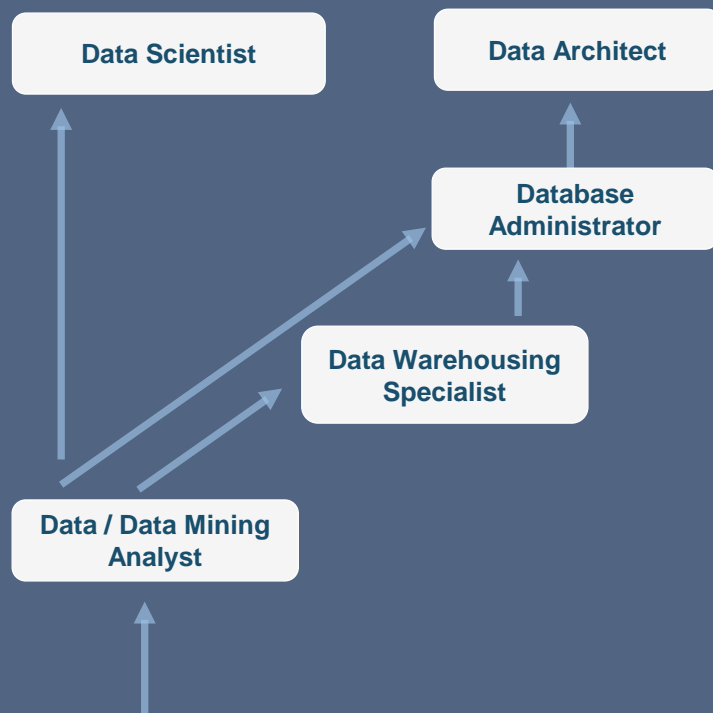 Data Scientist
Data Architect
Database
Administrator
Data Warehousing
Specialist
Data / Data Mining
Analyst